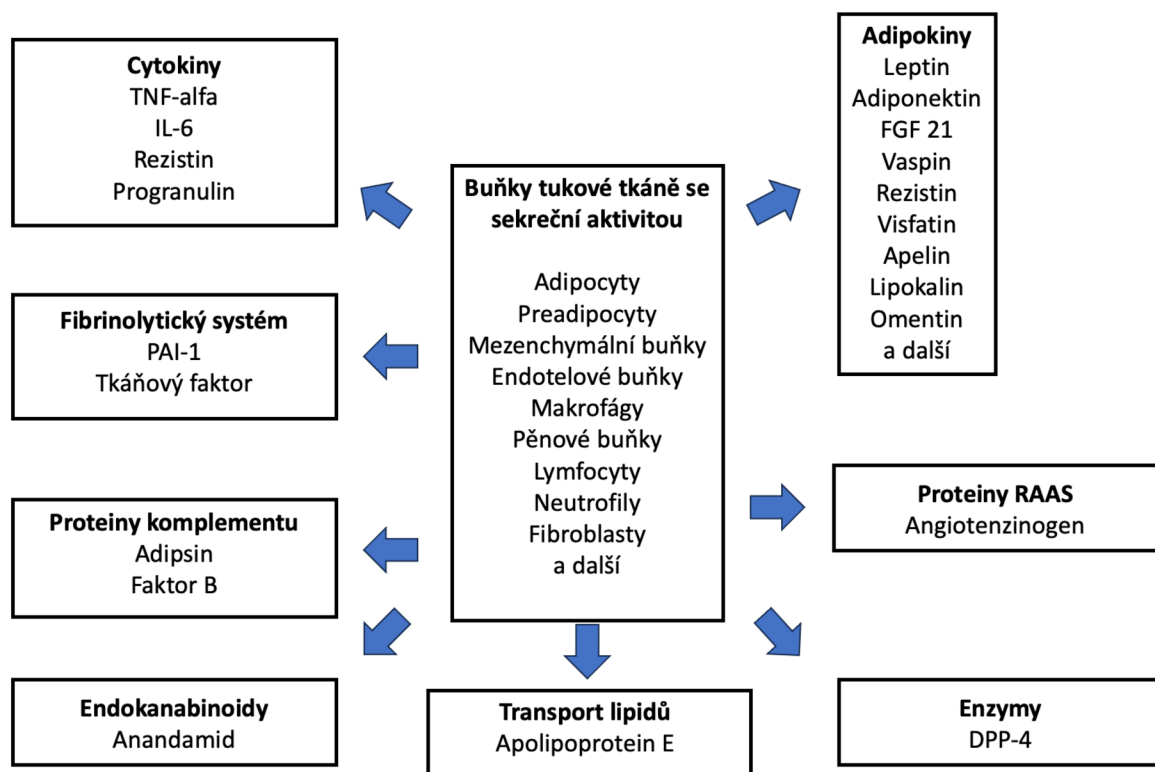 Cytokiny
TNF-alfa
IL-6
Rezistin
Progranulin
Adipokiny
Leptin
Adiponektin
FGF 21
Vaspin
Rezistin
Visfatin
Apelin
Lipokalin
Omentin
a další
Buňky tukové tkáně se
sekreční aktivitou
Adipocyty
Preadipocyty
Mezenchymální buňky
Endotelové buňky
Makrofágy
Pěnové buňky
Lymfocyty
Neutrofily
Fibroblasty
a další
Fibrinolytický systém
PAI-1
Tkáňový faktor
Proteiny RAAS
Angiotenzinogen
Proteiny komplementu
Adipsin
Faktor B
Endokanabinoidy
Anandamid
Transport lipidů
Apolipoprotein E
Enzymy
DPP-4